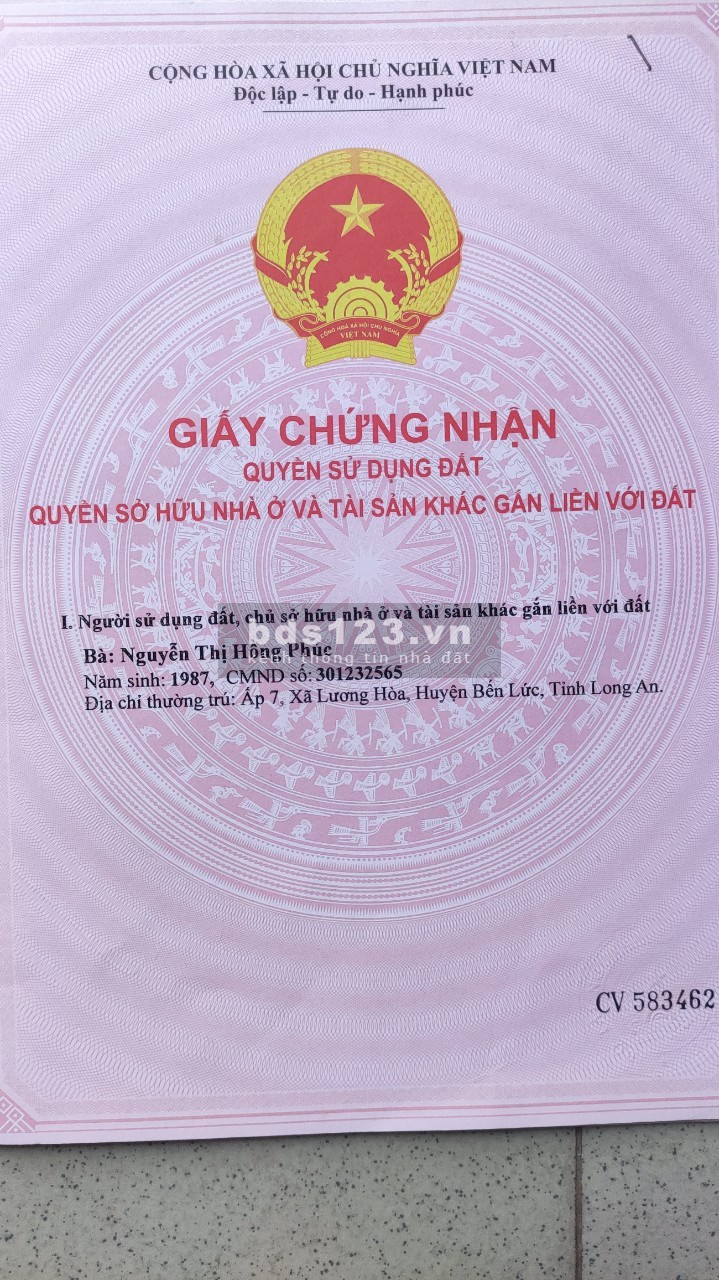 CỘNG HÒA XÃ HỘI CHỦ NGHĨA VIỆT NAM
Độc lập - Tự do - Hạnh phúc
CỘNG HOÀ XÃ HỘI CHỦ NGHĨA
VIỆT NAM
GIẤY CHỨNG NHẬN
QUYỀN SỬ DỤNG ĐẤT
QUYỀN SỞ HỮU NHÀ Ở VÀ TÀI SẢN KHÁC GẮN LIỀN VỚI ĐẤT
I. Người sử dụng đất, chủ sở hữu nhà ở và tài sản khác gắn liền với đất
bds123.vn
Bà: Nguyễn Thị Hồng Phúc
kênh thông tin nhà đất
Năm sinh: 1987, CMND số: 301232565
Địa chỉ thường trú: Ấp 7, Xã Lương Hòa, Huyện Bến Lức, Tỉnh Long An.
CV 583462